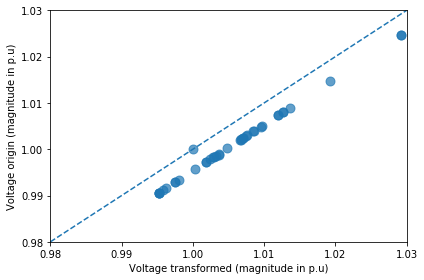 1.03
1.02
1.01
1.00
0.99
0.98
Voltage origin (magnitude in p.u)
0.98 0.99 1.00 1.01 1.02 1.03
Voltage transformed (magnitude in p.u)